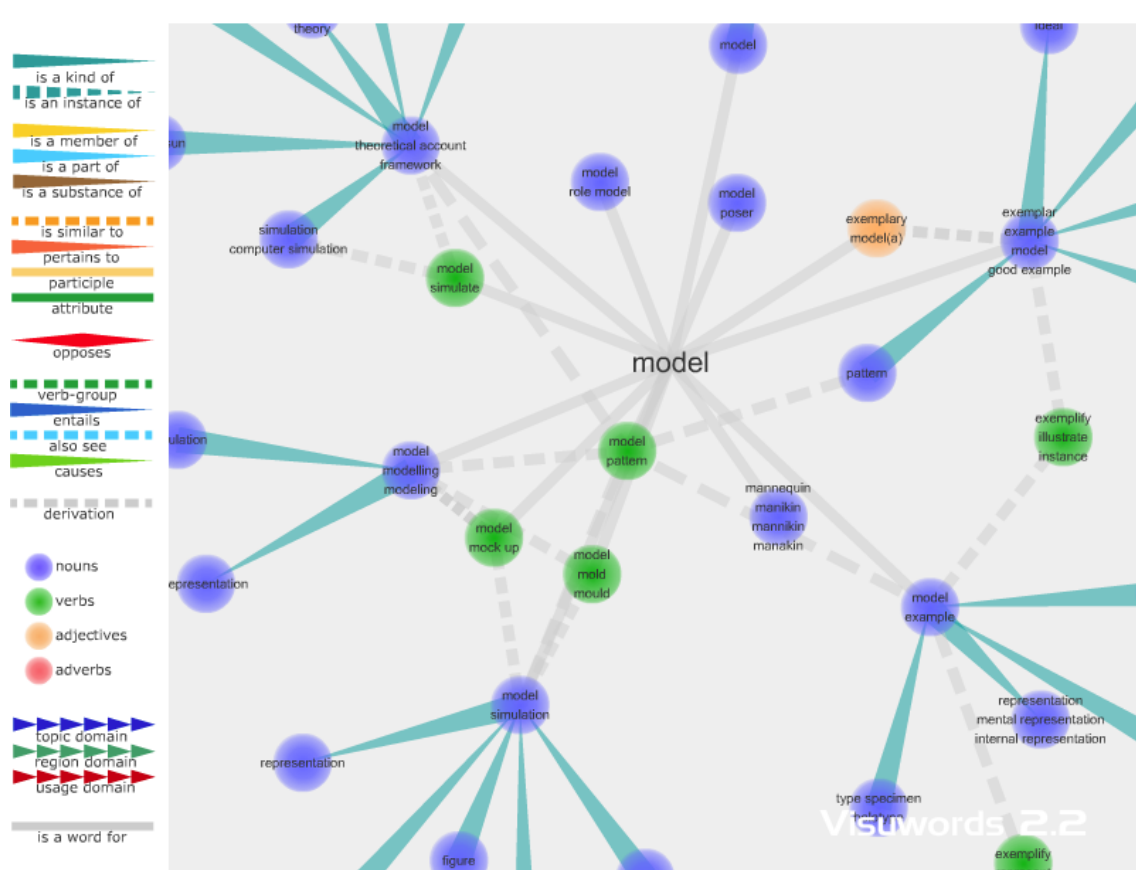 is a kind of
is an instance of
is a member of
is a part of
is a substance of
is similar to
pertains to
participle
attribute
opposes
verb-group
entails
also see
causes
derivation
nouns
verbs
adjectives
adverbs
topic domain
region domain
usage domain
is a word for
theory
model
theoretical account
framework
simulation
computer simulation
model
simulate
model
role model
model
model
poser
exemplary
model(a)
exemplar
example
model
good example
model
pattern
model
pattern
exemplify
illustrate
instance
model
modelling
modeling
epresentation
model
mock up
model
mold
mould
mannequin
manikin
mannikin
manakin
model
example
model
simulation
representation
figure
representation
mental representation
internal representation
type specimen
Visuwords 2.2
exemplify